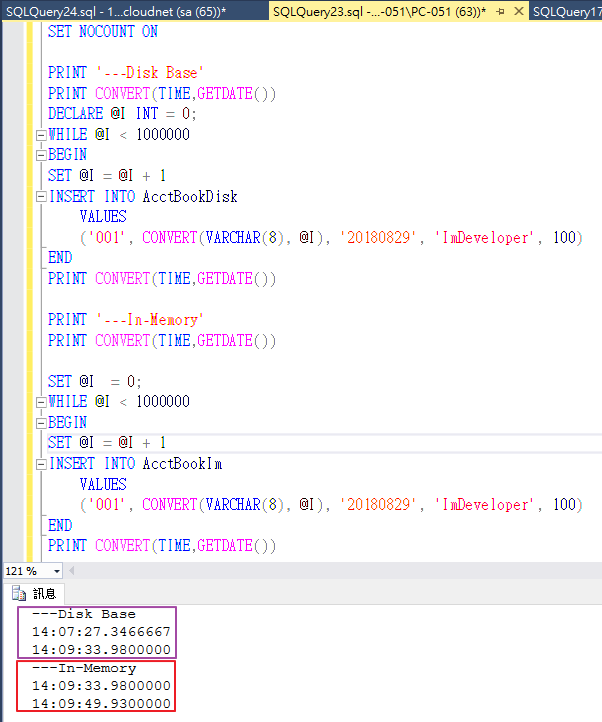 SQLQuery24.sql - 1...cloudnet (sa (65))* SQLQuery23.sql -...-051\PC-051 (63))* SQLQuery17
SET NOCOUNT ON
PRINT '---Disk Base'
PRINT CONVERT(TIME,GETDATE())
DECLARE @I INT = 0;
WHILE @I < 1000000
BEGIN
SET @I = @I + 1
INSERT INTO AcctBookDisk
VALUES
('001', CONVERT(VARCHAR(8), @I), '20180829', 'ImDeveloper', 100)
END
PRINT CONVERT(TIME,GETDATE())
PRINT '---In-Memory'
PRINT CONVERT(TIME,GETDATE())
SET @I  = 0;
WHILE @I < 1000000
BEGIN
SET @I = @I + 1
INSERT INTO AcctBookIm
VALUES
('001', CONVERT(VARCHAR(8), @I), '20180829', 'ImDeveloper', 100)
END
PRINT CONVERT(TIME,GETDATE())
121 %
訊息
---Disk Base
14:07:27.3466667
14:09:33.9800000
---In-Memory
14:09:33.9800000
14:09:49.9300000